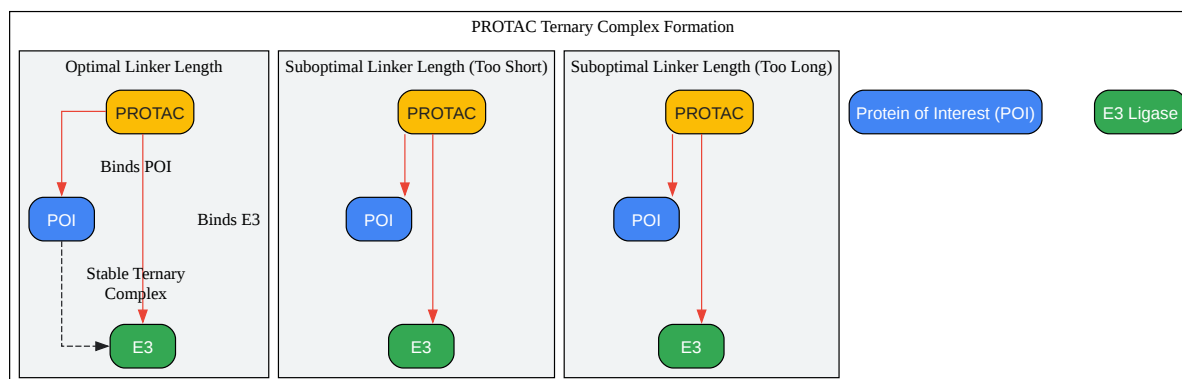 PROTAC Ternary Complex Formation
Optimal Linker Length
PROTAC
Binds POI
POI
Binds E3
Stable Ternary
Complex
E3
Suboptimal Linker Length (Too Short)
PROTAC
POI
E3
Suboptimal Linker Length (Too Long)
PROTAC
POI
E3
Protein of Interest (POI)
E3 Ligase